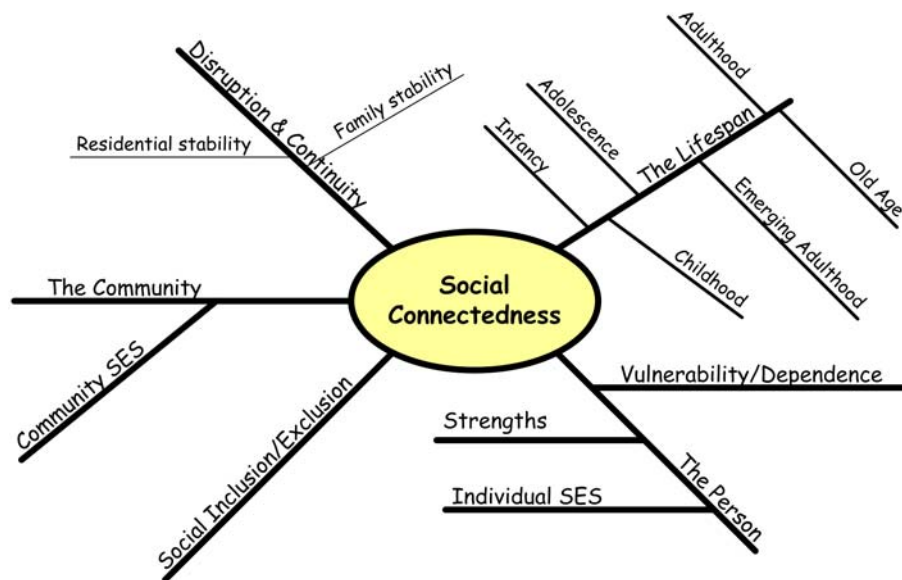 Disruption & Continuity
Residential stability
Family stability
The Lifespan
Infancy
Adolescence
Adulthood
Childhood
Emerging Adulthood
Old Age
Social
Connectedness
The Community
Community SES
Social Inclusion/Exclusion
The Person
Vulnerability/Dependence
Strengths
Individual SES